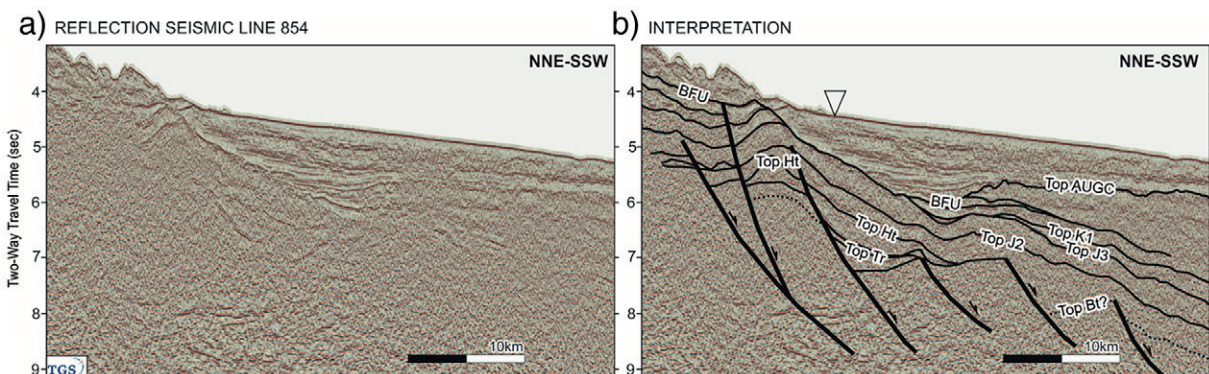 a) REFLECTION SEISMIC LINE 854
NNE-SSW
Two-Way Travel Time (sec)
4
5
6
7
8
9
10km
TGS
b) INTERPRETATION
NNE-SSW
BFU
Top Ht
Top AUGC
BFU
Top K1
Top Ht
Top J2
Top J3
Top Tr
Top Bt?
4
5
6
7
8
9
10km